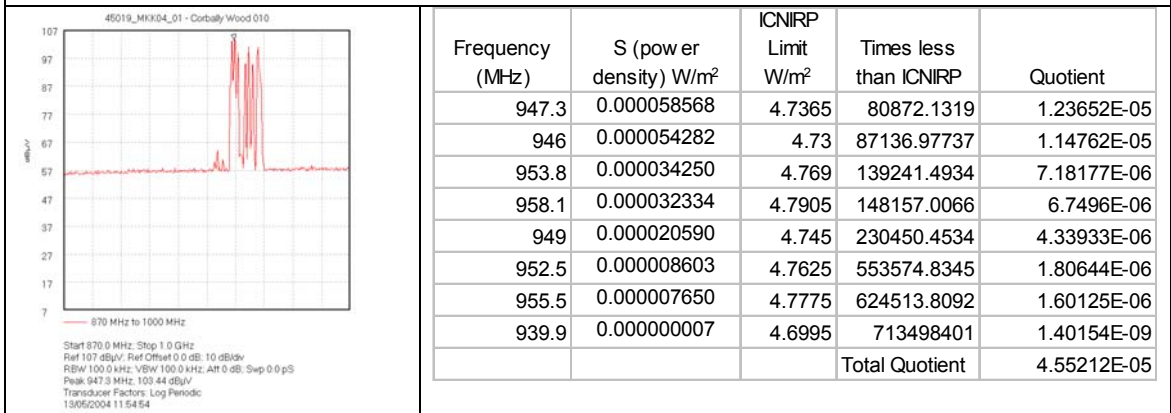 45019_MKK04_01 - Corbally Wood 010
107
97
87
77
67
57
47
37
27
17
7
dBµV
870 MHz to 1000 MHz
Start 870.0 MHz; Stop 1.0 GHz
Ref 107 dBµV; Ref Offset 0.0 dB; 10 dB/div
RBW 100.0 kHz; VBW 100.0 kHz; Att 0 dB; Swp 0.0 pS
Peak 947.3 MHz, 103.44 dBµV
Transducer Factors: Log Periodic
13/05/2004 11:54:54
Frequency (MHz) S (power density) W/m² ICNIRP Limit W/m² Times less than ICNIRP Quotient
947.3 0.000058568 4.7365 80872.1319 1.23652E-05
946 0.000054282 4.73 87136.97737 1.14762E-05
953.8 0.000034250 4.769 139241.4934 7.18177E-06
958.1 0.000032334 4.7905 148157.0066 6.7496E-06
949 0.000020590 4.745 230450.4534 4.33933E-06
952.5 0.000008603 4.7625 553574.8345 1.80644E-06
955.5 0.000007650 4.7775 624513.8092 1.60125E-06
939.9 0.000000007 4.6995 713498401 1.40154E-09
Total Quotient 4.55212E-05